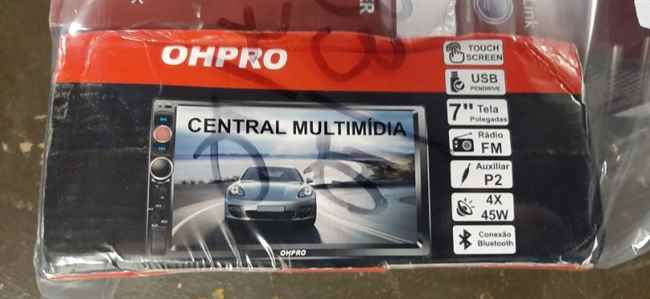 OHPRO
CENTRAL MULTIMÍDIA
OHPRO
TOUCH
SCREEN
USB
PENDRIVE
7" Tela
Polegadas
Rádio
FM
Auxiliar
P2
4X
45W
Conexão
Bluetooth